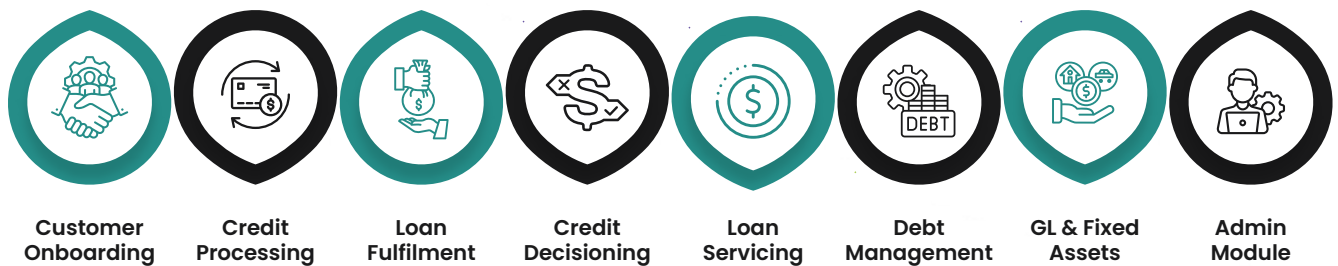 DEBT
Customer
Onboarding
Credit
Processing
Loan
Fulfilment
Credit
Decisioning
Loan
Servicing
Debt
Management
GL & Fixed
Assets
Admin
Module